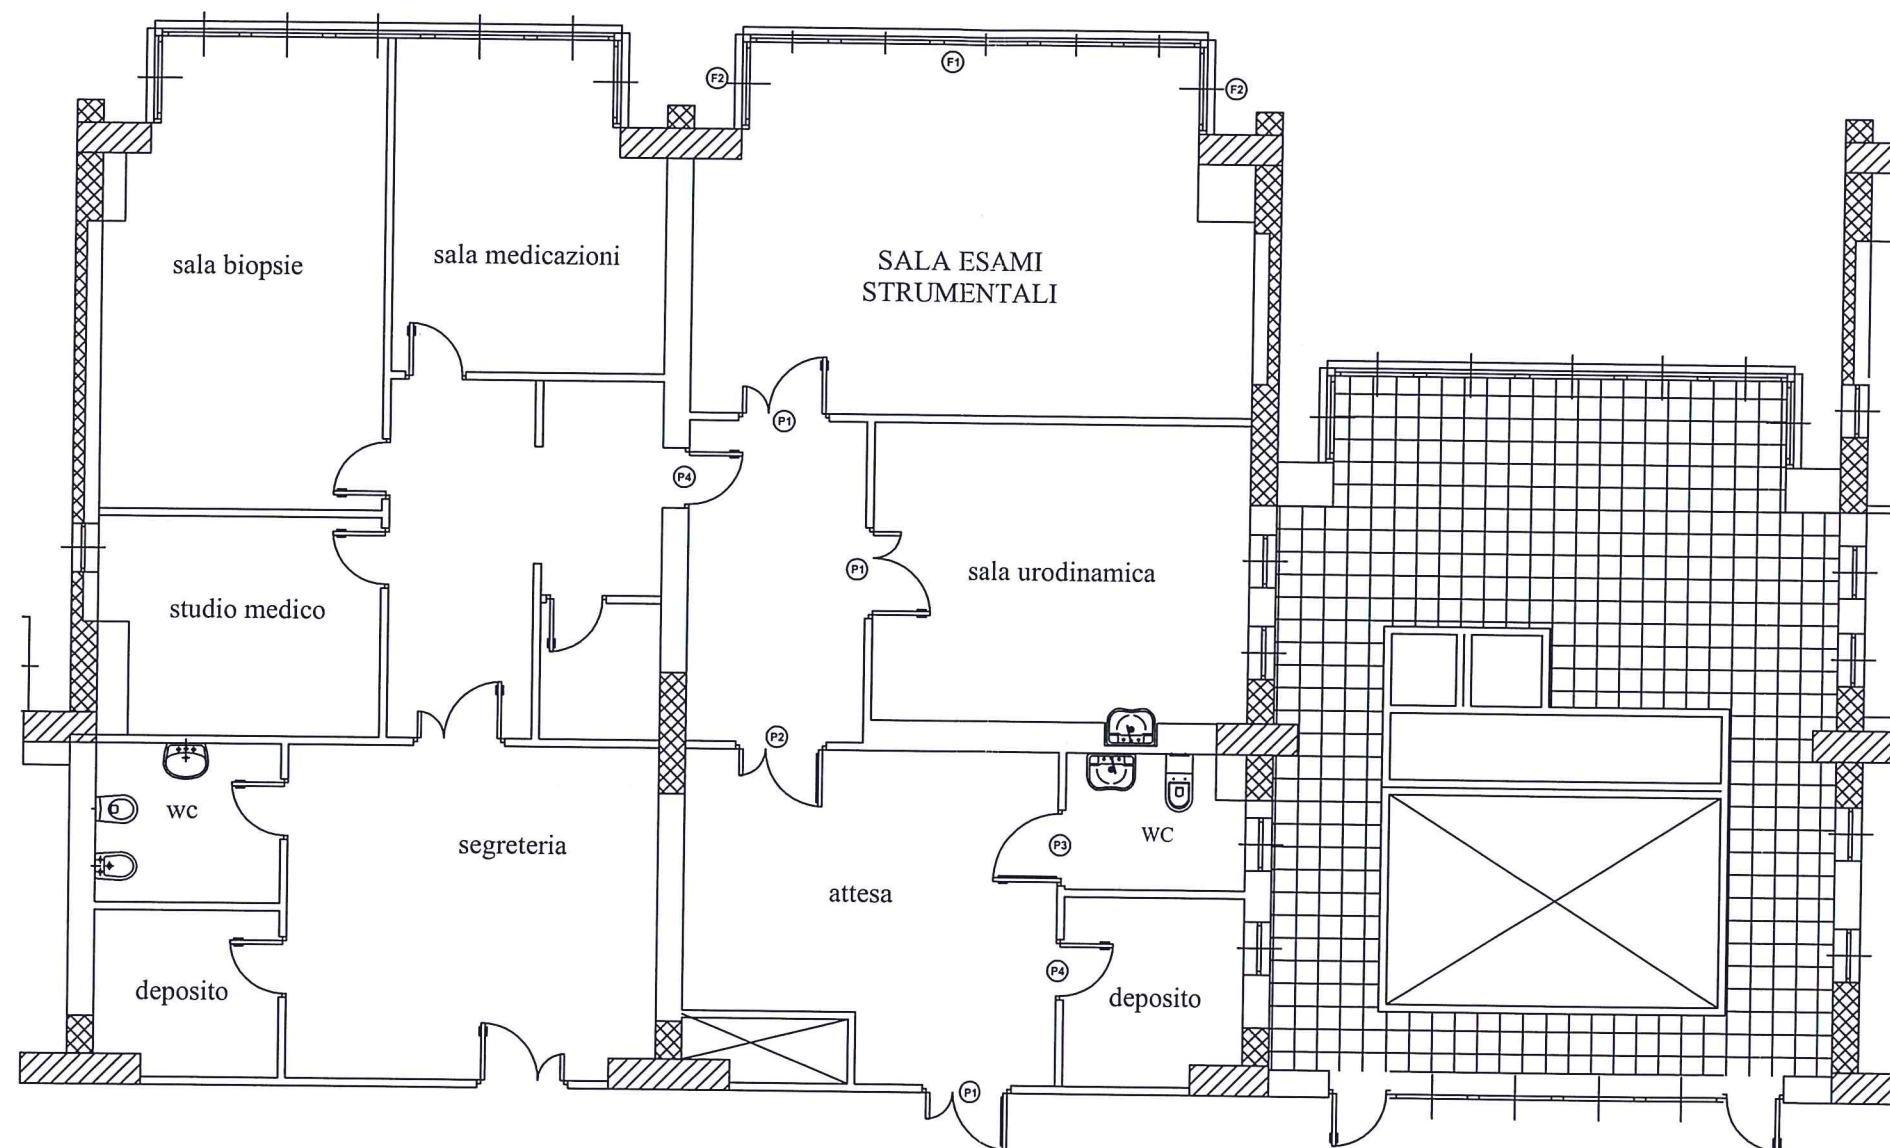 F1
F2
F2
sala biopsie
sala medicazioni
SALA ESAMI
STRUMENTALI
P1
P4
P1
sala urodinamica
studio medico
P2
wc
segreteria
P3
WC
attesa
P4
deposito
deposito
P1